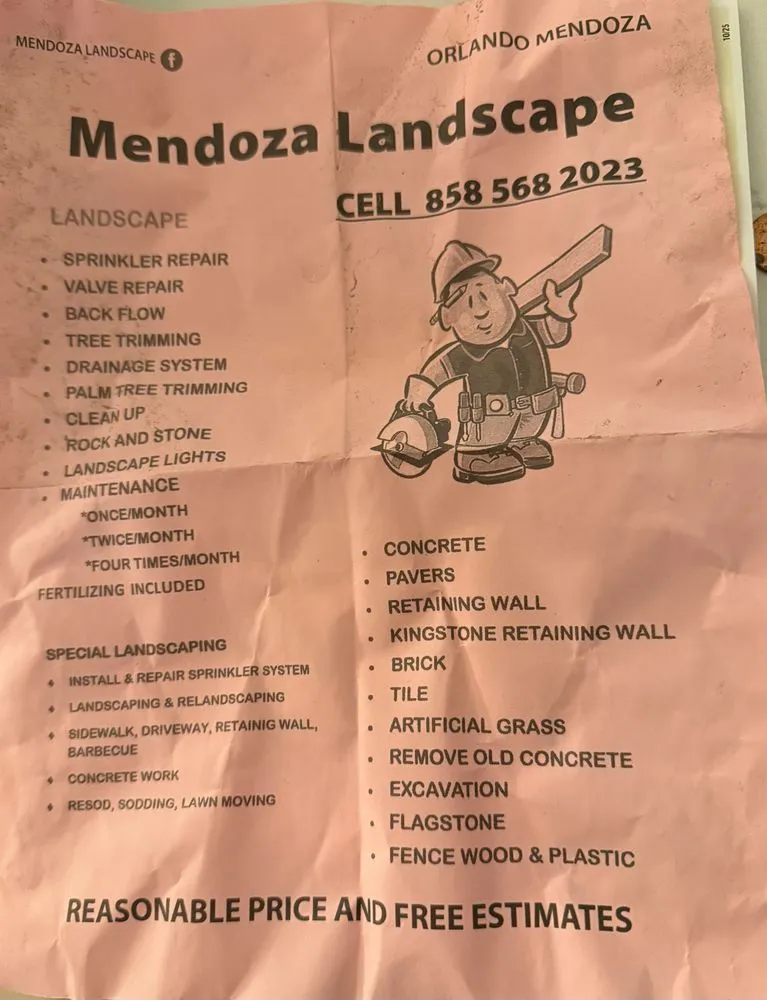 MENDOZA LANDSCAPE f
ORLANDO MENDOZA
10/25
Mendoza Landscape
CELL 858 568 2023
LANDSCAPE
• SPRINKLER REPAIR
• VALVE REPAIR
• BACK FLOW
• TREE TRIMMING
• DRAINAGE SYSTEM
• PALM TREE TRIMMING
• CLEAN UP
• ROCK AND STONE
• LANDSCAPE LIGHTS
• MAINTENANCE
*ONCE/MONTH
*TWICE/MONTH
*FOUR TIMES/MONTH
FERTILIZING INCLUDED
SPECIAL LANDSCAPING
♦ INSTALL & REPAIR SPRINKLER SYSTEM
♦ LANDSCAPING & RELANDSCAPING
♦ SIDEWALK, DRIVEWAY, RETAINIG WALL,
BARBECUE
♦ CONCRETE WORK
♦ RESOD, SODDING, LAWN MOVING
• CONCRETE
• PAVERS
• RETAINING WALL
• KINGSTONE RETAINING WALL
• BRICK
• TILE
• ARTIFICIAL GRASS
• REMOVE OLD CONCRETE
• EXCAVATION
• FLAGSTONE
• FENCE WOOD & PLASTIC
REASONABLE PRICE AND FREE ESTIMATES